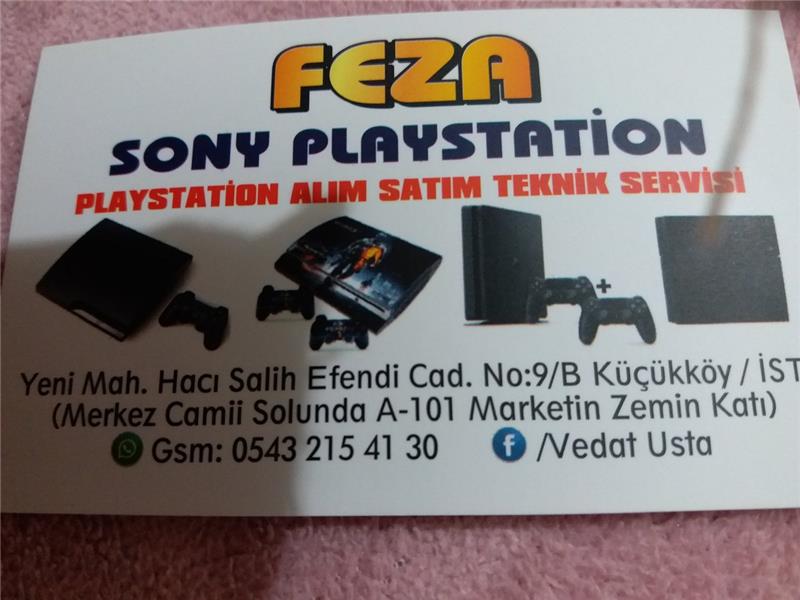 FEZA
SONY PLAYSTATİON
PLAYSTATİON ALIM SATIM TEKNİK SERVİSİ
+
Yeni Mah. Hacı Salih Efendi Cad. No:9/B Küçükköy / İST
(Merkez Camii Solunda A-101 Marketin Zemin Katı)
Gsm: 0543 215 41 30 f /Vedat Usta